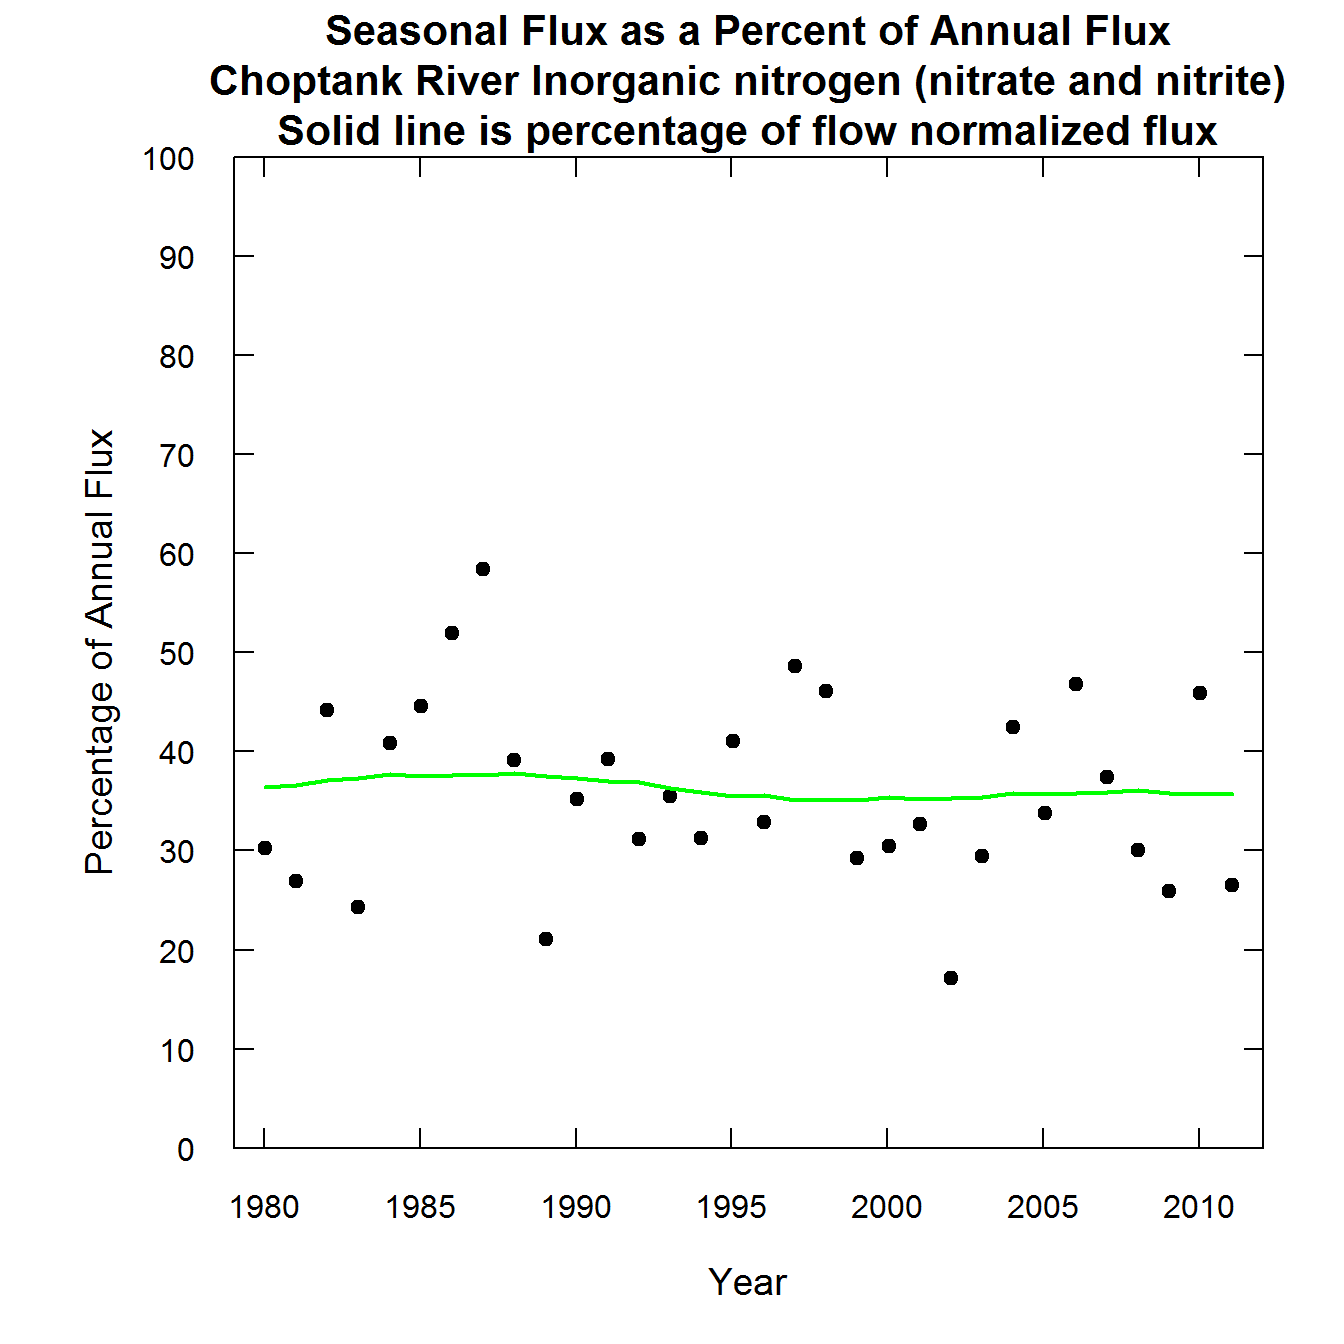 Seasonal Flux as a Percent of Annual Flux
Choptank River Inorganic nitrogen (nitrate and nitrite)
Solid line is percentage of flow normalized flux
100
90
80
70
60
50
40
30
20
10
0
Percentage of Annual Flux
1980 1985 1990 1995 2000 2005 2010
Year